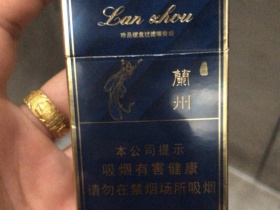 Lan zhou
蘭州
本公司提示
吸烟有害健康
请勿在禁烟场所吸烟